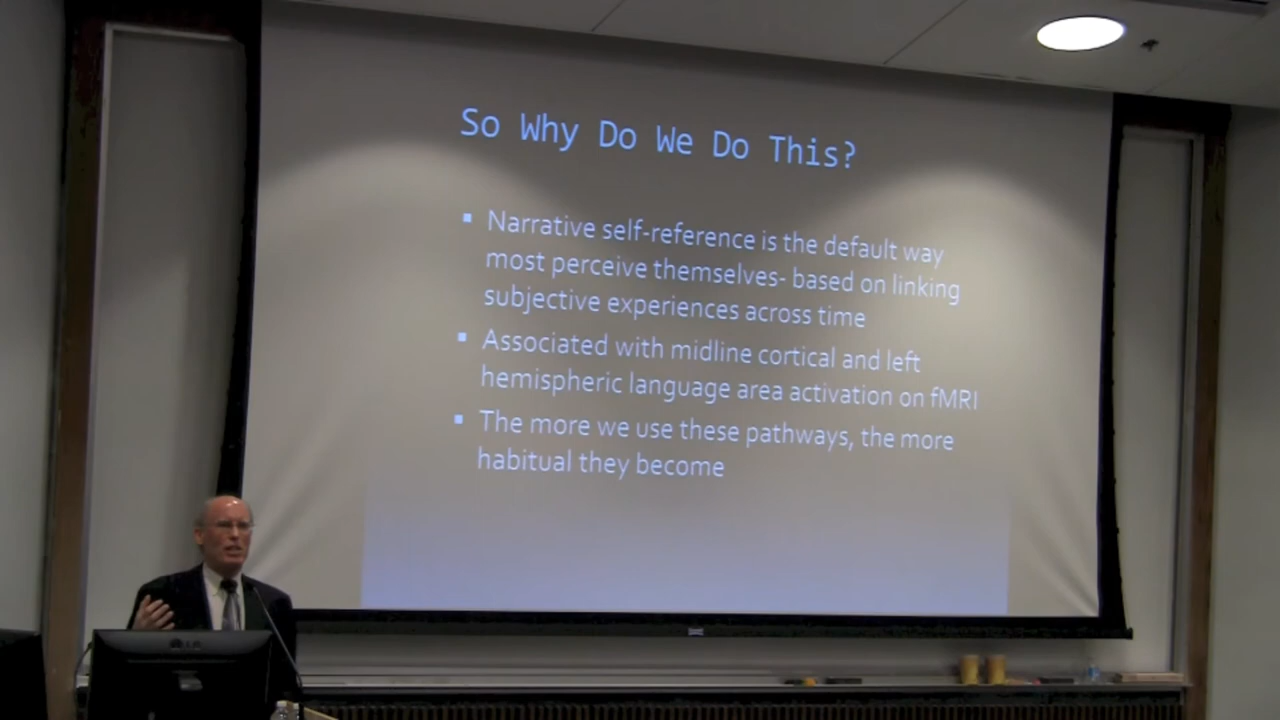 So Why Do We Do This?
▪ Narrative self-reference is the default way
most perceive themselves- based on linking
subjective experiences across time
▪ Associated with midline cortical and left
hemispheric language area activation on fMRI
▪ The more we use these pathways, the more
habitual they become
LG